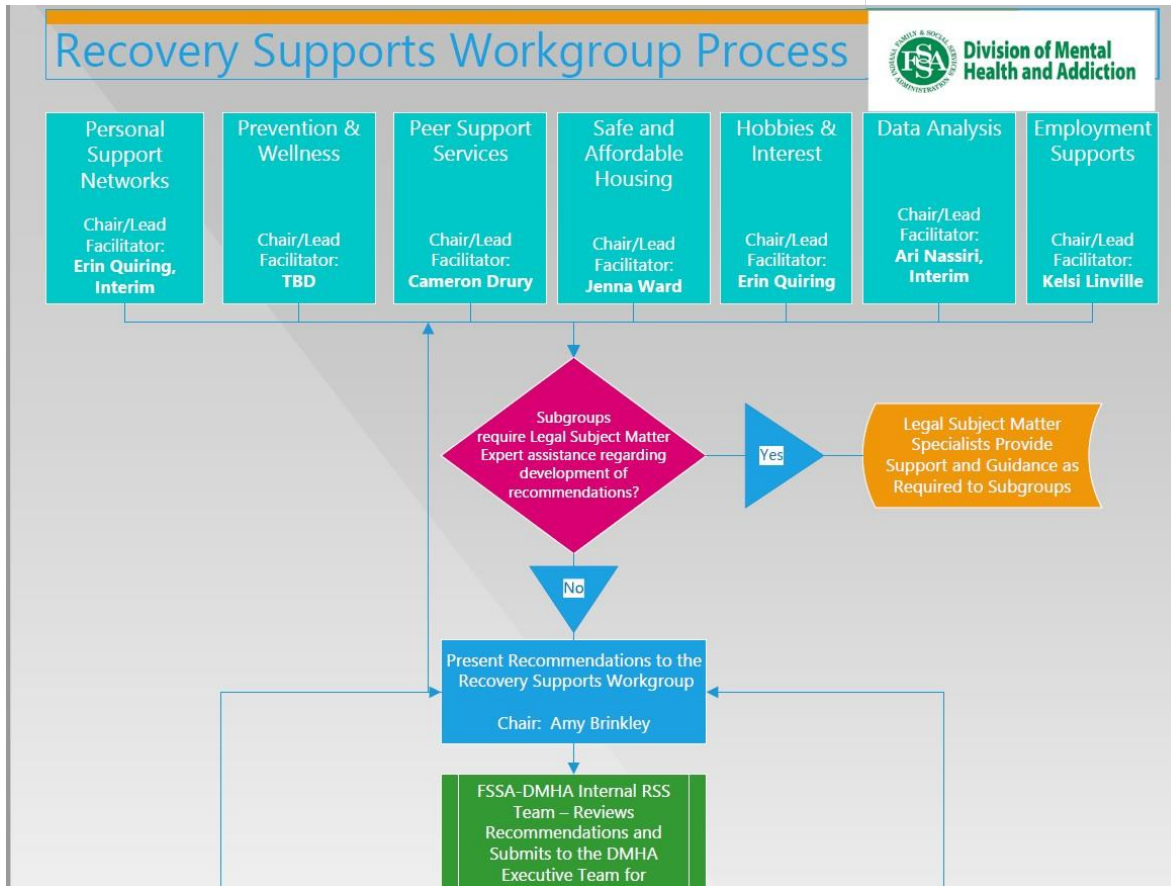 Recovery Supports Workgroup Process
INDIANA FAMILY & SOCIAL SERVICES
ADMINISTRATION
FSSA
Division of Mental
Health and Addiction
Personal
Support
Networks
Chair/Lead
Facilitator:
Erin Quiring,
Interim
Prevention &
Wellness
Chair/Lead
Facilitator:
TBD
Peer Support
Services
Chair/Lead
Facilitator:
Cameron Drury
Safe and
Affordable
Housing
Chair/Lead
Facilitator:
Jenna Ward
Hobbies &
Interest
Chair/Lead
Facilitator:
Erin Quiring
Data Analysis
Chair/Lead
Facilitator:
Ari Nassiri,
Interim
Employment
Supports
Chair/Lead
Facilitator:
Kelsi Linville
Subgroups
require Legal Subject Matter
Expert assistance regarding
development of
recommendations?
Yes
Legal Subject Matter
Specialists Provide
Support and Guidance as
Required to Subgroups
No
Present Recommendations to the
Recovery Supports Workgroup
Chair: Amy Brinkley
FSSA-DMHA Internal RSS
Team – Reviews
Recommendations and
Submits to the DMHA
Executive Team for